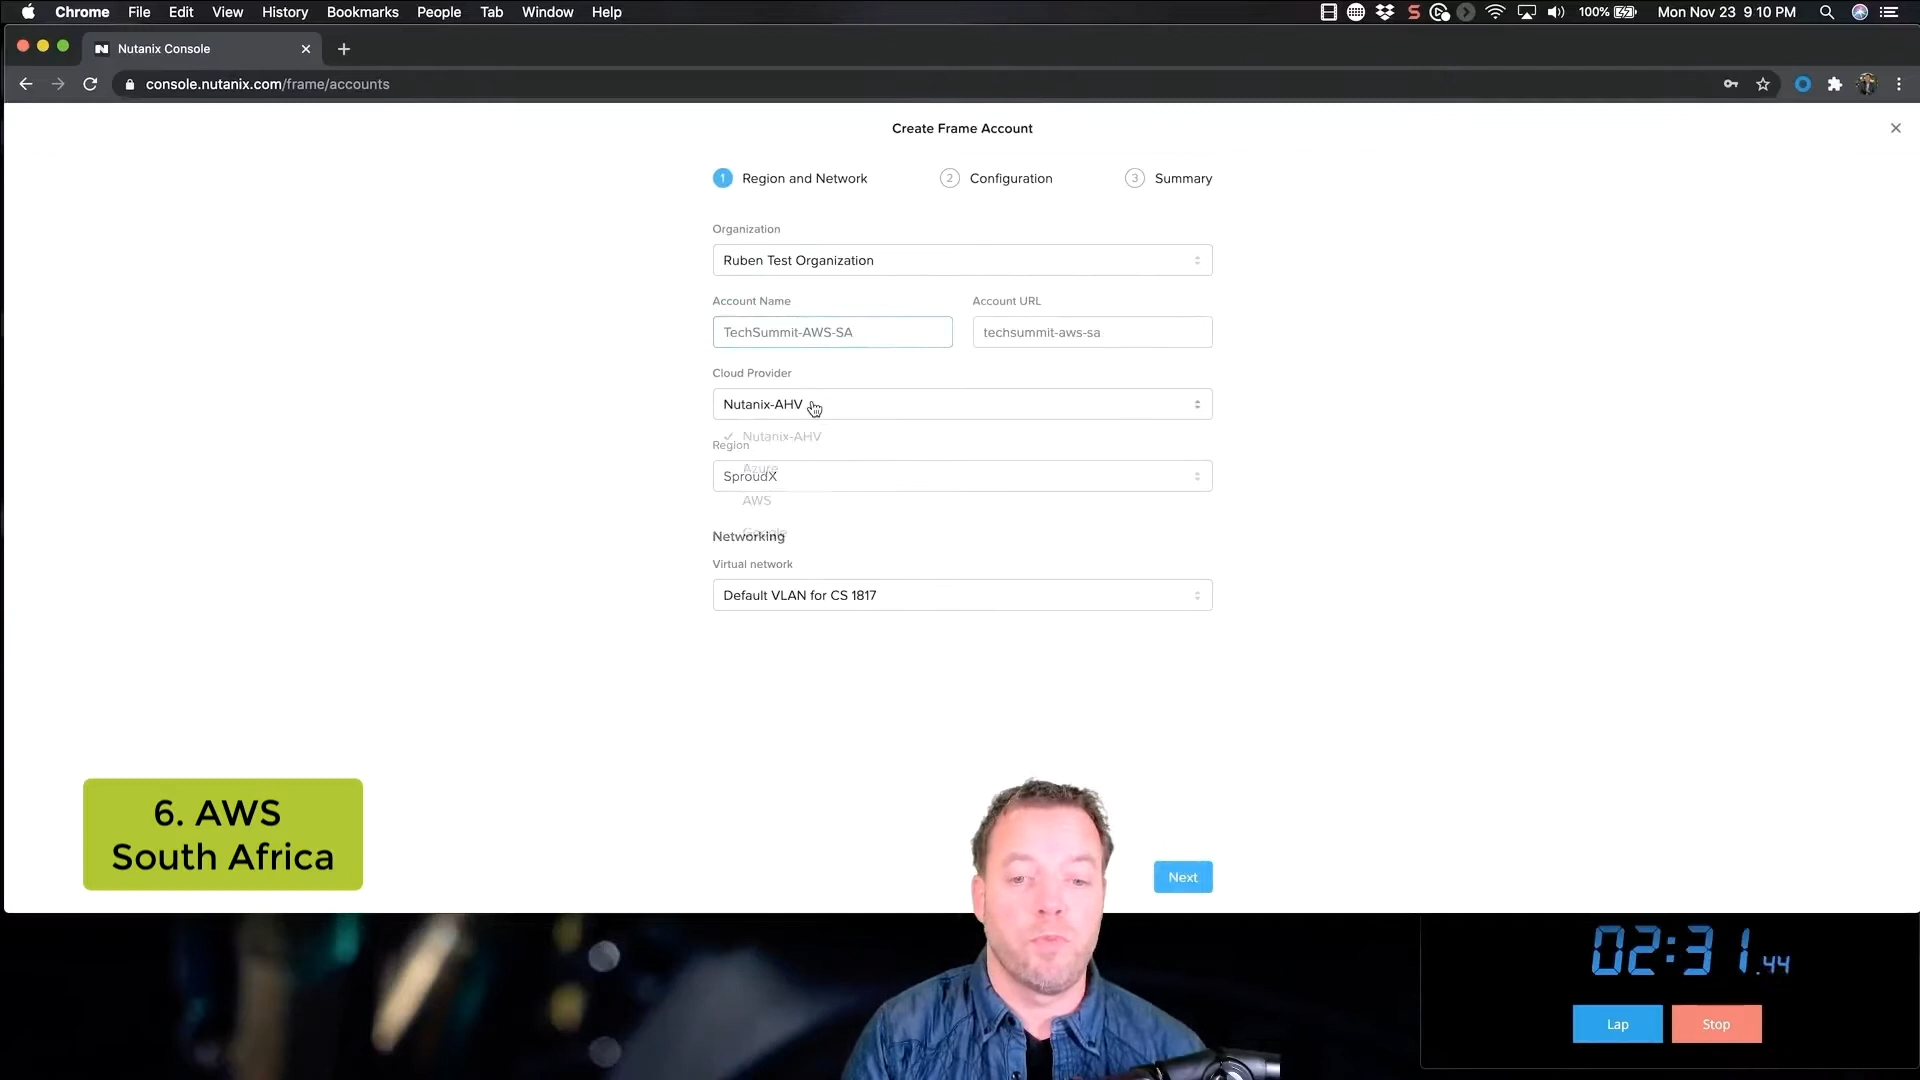 Chrome File Edit View History Bookmarks People Tab Window Help
100% Mon Nov 23 9:10 PM
Nutanix Console
console.nutanix.com/frame/accounts
Create Frame Account
1 Region and Network
2 Configuration
3 Summary
Organization
Ruben Test Organization
Account Name
Account URL
TechSummit-AWS-SA
techsummit-aws-sa
Cloud Provider
Nutanix-AHV
Nutanix-AHV
Region
Azure
SproudX
AWS
Google
Networking
Virtual network
Default VLAN for CS 1817
6. AWS
South Africa
Next
02:31.44
Lap
Stop